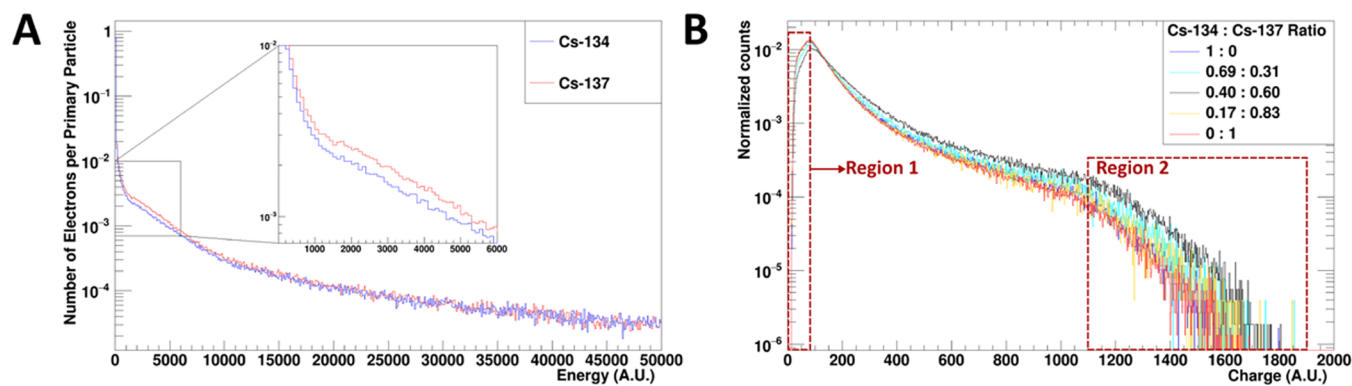 A
Number of Electrons per Primary Particle
1
10⁻¹
10⁻²
10⁻³
10⁻⁴
0 5000 10000 15000 20000 25000 30000 35000 40000 45000 50000
Energy (A.U.)
10⁻²
10⁻³
1000 2000 3000 4000 5000 6000
Cs-134
Cs-137
B
Normalized counts
10⁻²
10⁻³
10⁻⁴
10⁻⁵
10⁻⁶
0 200 400 600 800 1000 1200 1400 1600 1800 2000
Charge (A.U.)
Region 1
Region 2
Cs-134 : Cs-137 Ratio
1 : 0
0.69 : 0.31
0.40 : 0.60
0.17 : 0.83
0 : 1